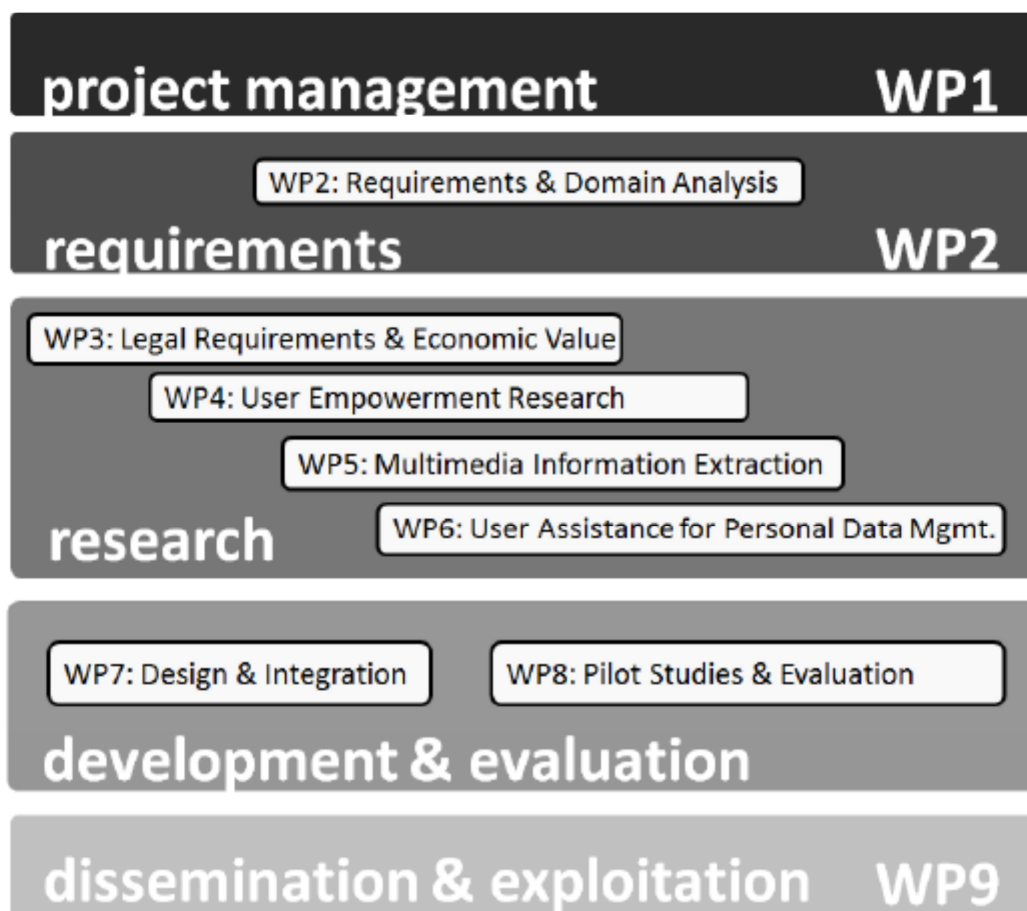 project management WP1
WP2: Requirements & Domain Analysis
requirements WP2
WP3: Legal Requirements & Economic Value
WP4: User Empowerment Research
WP5: Multimedia Information Extraction
WP6: User Assistance for Personal Data Mgmt.
research
WP7: Design & Integration WP8: Pilot Studies & Evaluation
development & evaluation
dissemination & exploitation WP9